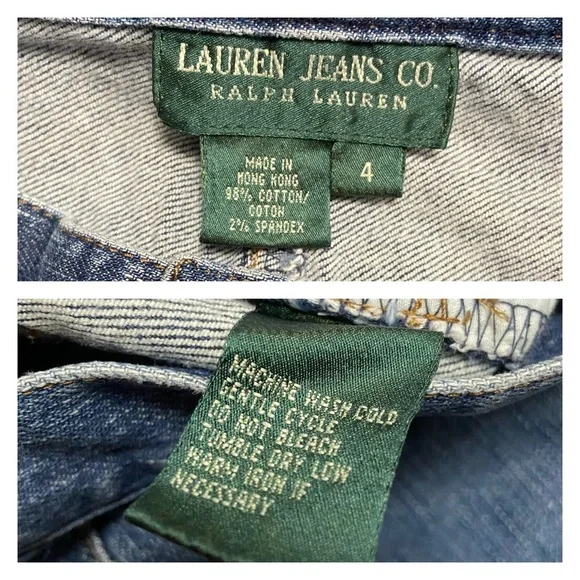 LAUREN JEANS CO.
RALPH LAUREN
MADE IN
HONG KONG
98% COTTON/
COTON
2% SPANDEX
4
MACHINE WASH COLD
GENTLE CYCLE
DO NOT BLEACH
TUMBLE DRY LOW
WARM IRON IF
NECESSARY